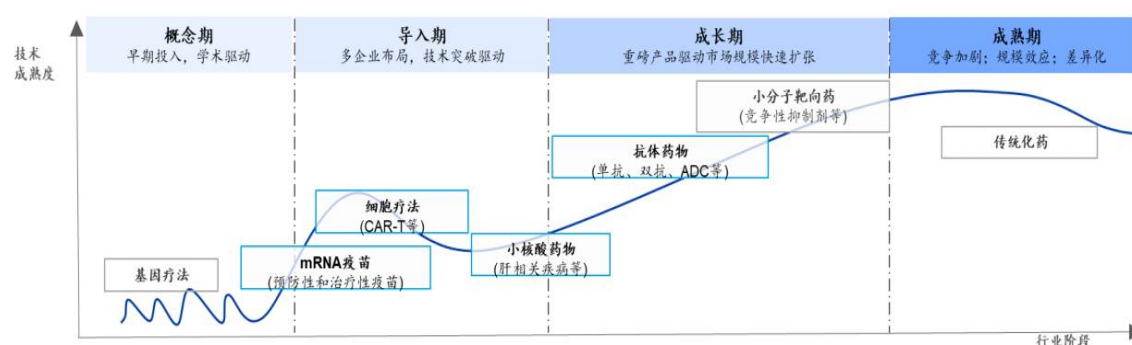 技术
成熟度
概念期
早期投入，学术驱动
导入期
多企业布局，技术突破驱动
成长期
重磅产品驱动市场规模快速扩张
成熟期
竞争加剧；规模效应；差异化
小分子靶向药
(竞争性抑制剂等)
传统化药
抗体药物
(单抗、双抗、ADC等)
细胞疗法
(CAR-T等)
小核酸药物
(肝相关疾病等)
mRNA疫苗
(预防性和治疗性疫苗)
基因疗法
行业阶段